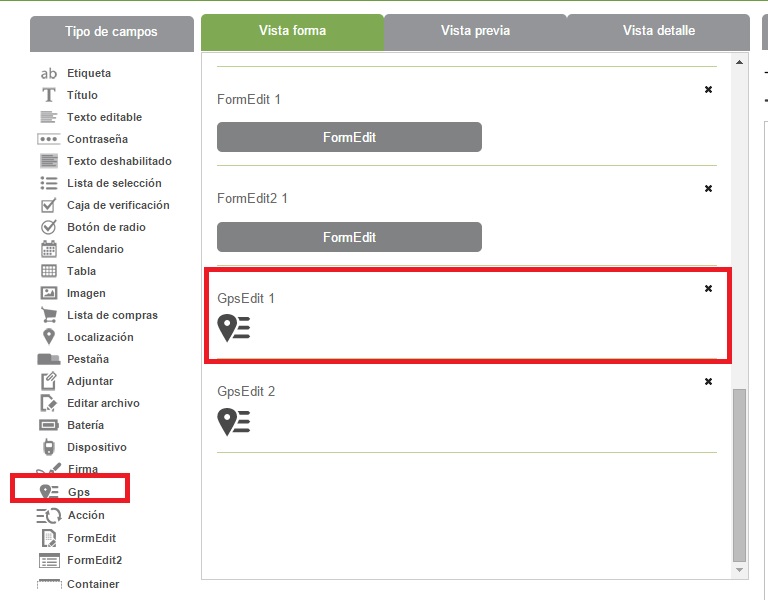 Tipo de campos
Vista forma
Vista previa
Vista detalle
ab Etiqueta
T Título
Texto editable
Contraseña
Texto deshabilitado
Lista de selección
Caja de verificación
Botón de radio
Calendario
Tabla
Imagen
Lista de compras
Localización
Pestaña
Adjuntar
Editar archivo
Batería
Dispositivo
Firma
Gps
Acción
FormEdit
FormEdit2
Container
FormEdit 1
FormEdit
FormEdit2 1
FormEdit
GpsEdit 1
GpsEdit 2